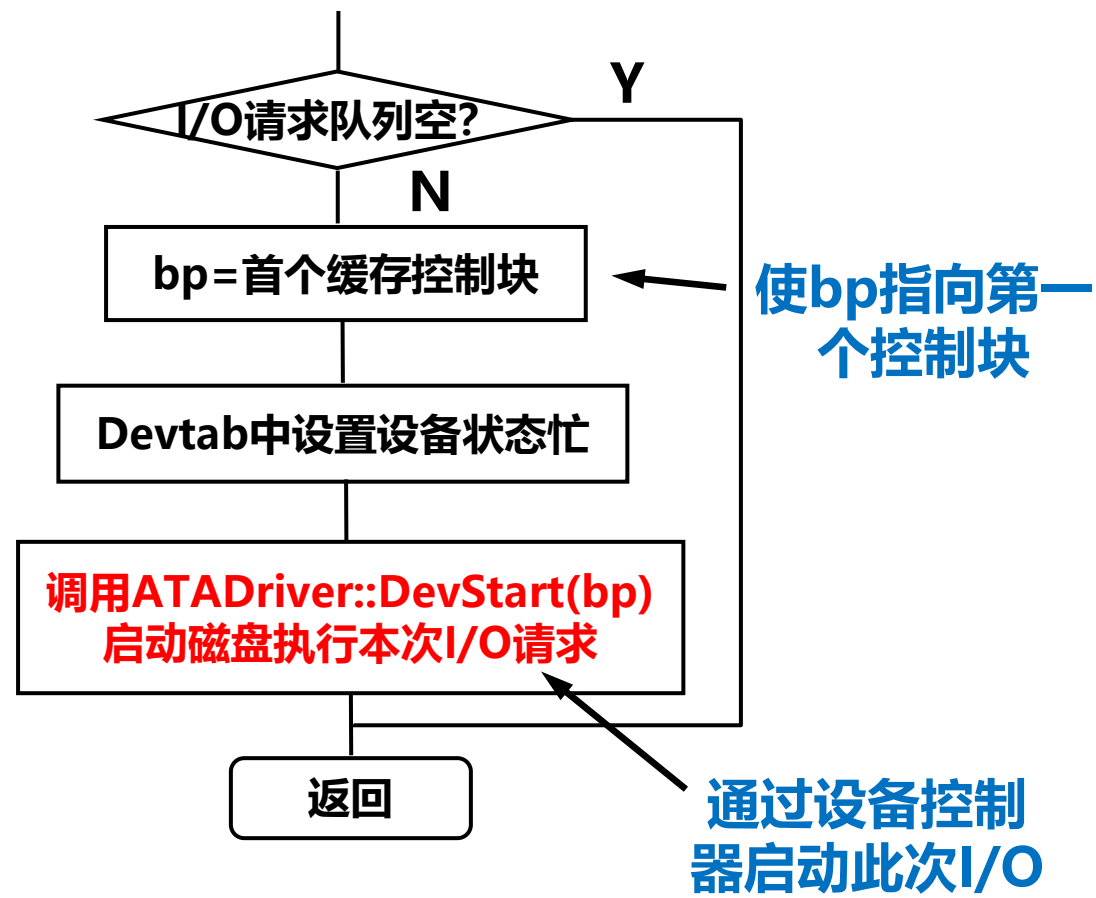 I/O请求队列空?
Y
N
bp=首个缓存控制块
使bp指向第一
个控制块
Devtab中设置设备状态忙
调用ATADriver::DevStart(bp)
启动磁盘执行本次I/O请求
返回
通过设备控制
器启动此次I/O